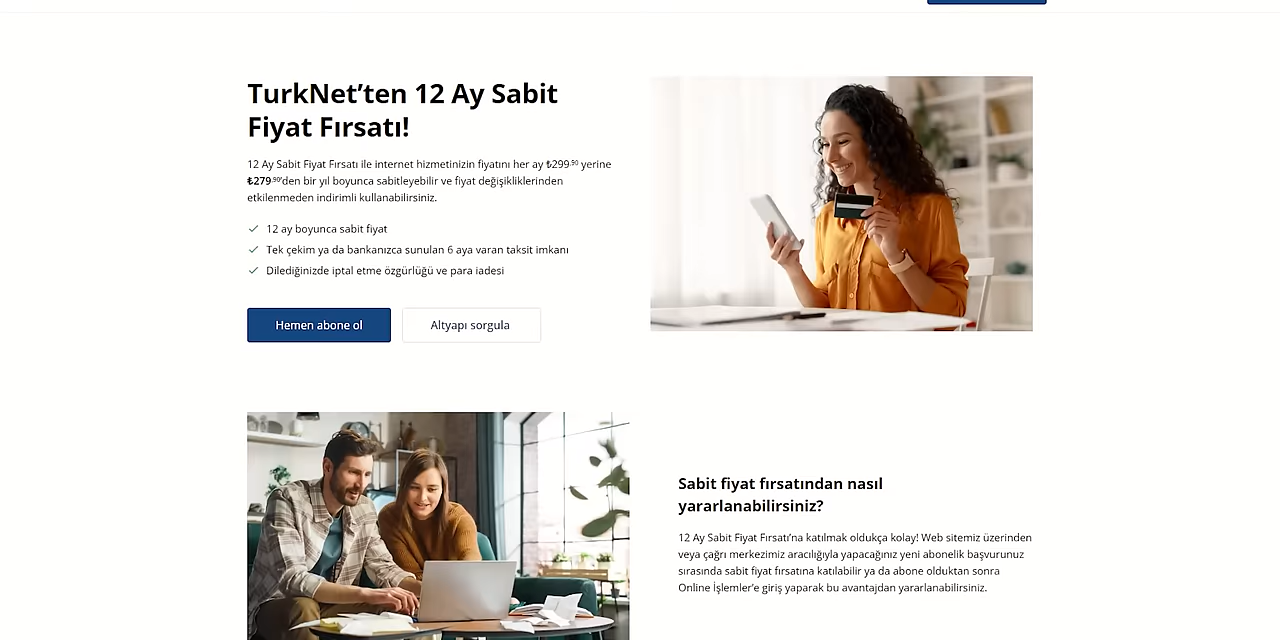 TurkNet’ten 12 Ay Sabit
Fiyat Fırsatı!
12 Ay Sabit Fiyat Fırsatı ile internet hizmetinizin fiyatını her ay ₺299.90 yerine
₺279.90’den bir yıl boyunca sabitleyebilir ve fiyat değişikliklerinden
etkilenmeden indirimli kullanabilirsiniz.
12 ay boyunca sabit fiyat
Tek çekim ya da bankanızca sunulan 6 aya varan taksit imkanı
Dilediğinizde iptal etme özgürlüğü ve para iadesi
Hemen abone ol
Altyapı sorgula
Sabit fiyat fırsatından nasıl
yararlanabilirsiniz?
12 Ay Sabit Fiyat Fırsatı’na katılmak oldukça kolay! Web sitemiz üzerinden
veya çağrı merkezimiz aracılığıyla yapacağınız yeni abonelik başvurunuz
sırasında sabit fiyat fırsatına katılabilir ya da abone olduktan sonra
Online İşlemler’e giriş yaparak bu avantajdan yararlanabilirsiniz.